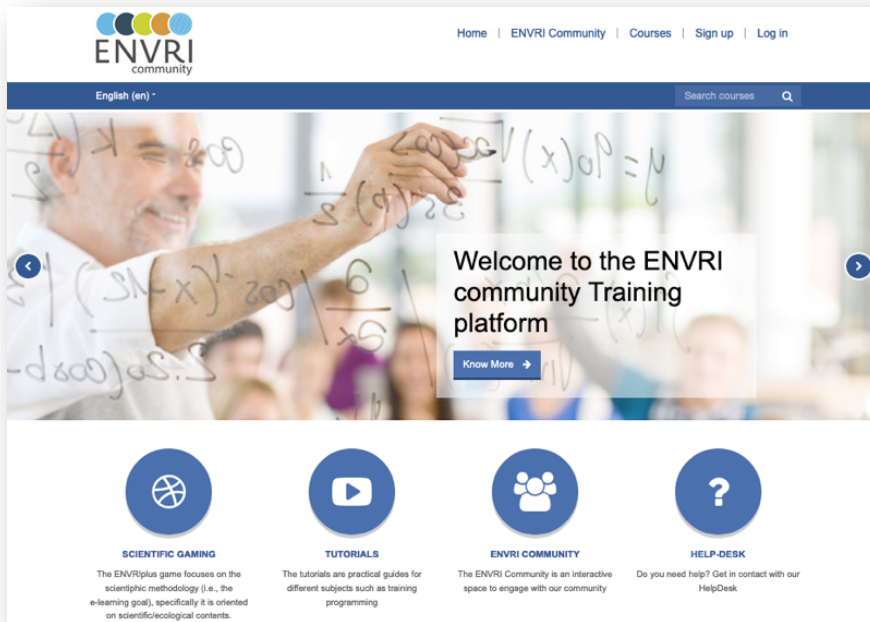 ENVRI
community
Home | ENVRI Community | Courses | Sign up | Log in
English (en)
Search courses
Welcome to the ENVRI
community Training
platform
Know More
SCIENTIFIC GAMING
The ENVRIplus game focuses on the
scientiphic methodology (i.e., the
e-learning goal), specifically it is oriented
on scientific/ecological contents.
TUTORIALS
The tutorials are practical guides for
different subjects such as training
programming
ENVRI COMMUNITY
The ENVRI Community is an interactive
space to engage with our community
HELP-DESK
Do you need help? Get in contact with our
HelpDesk